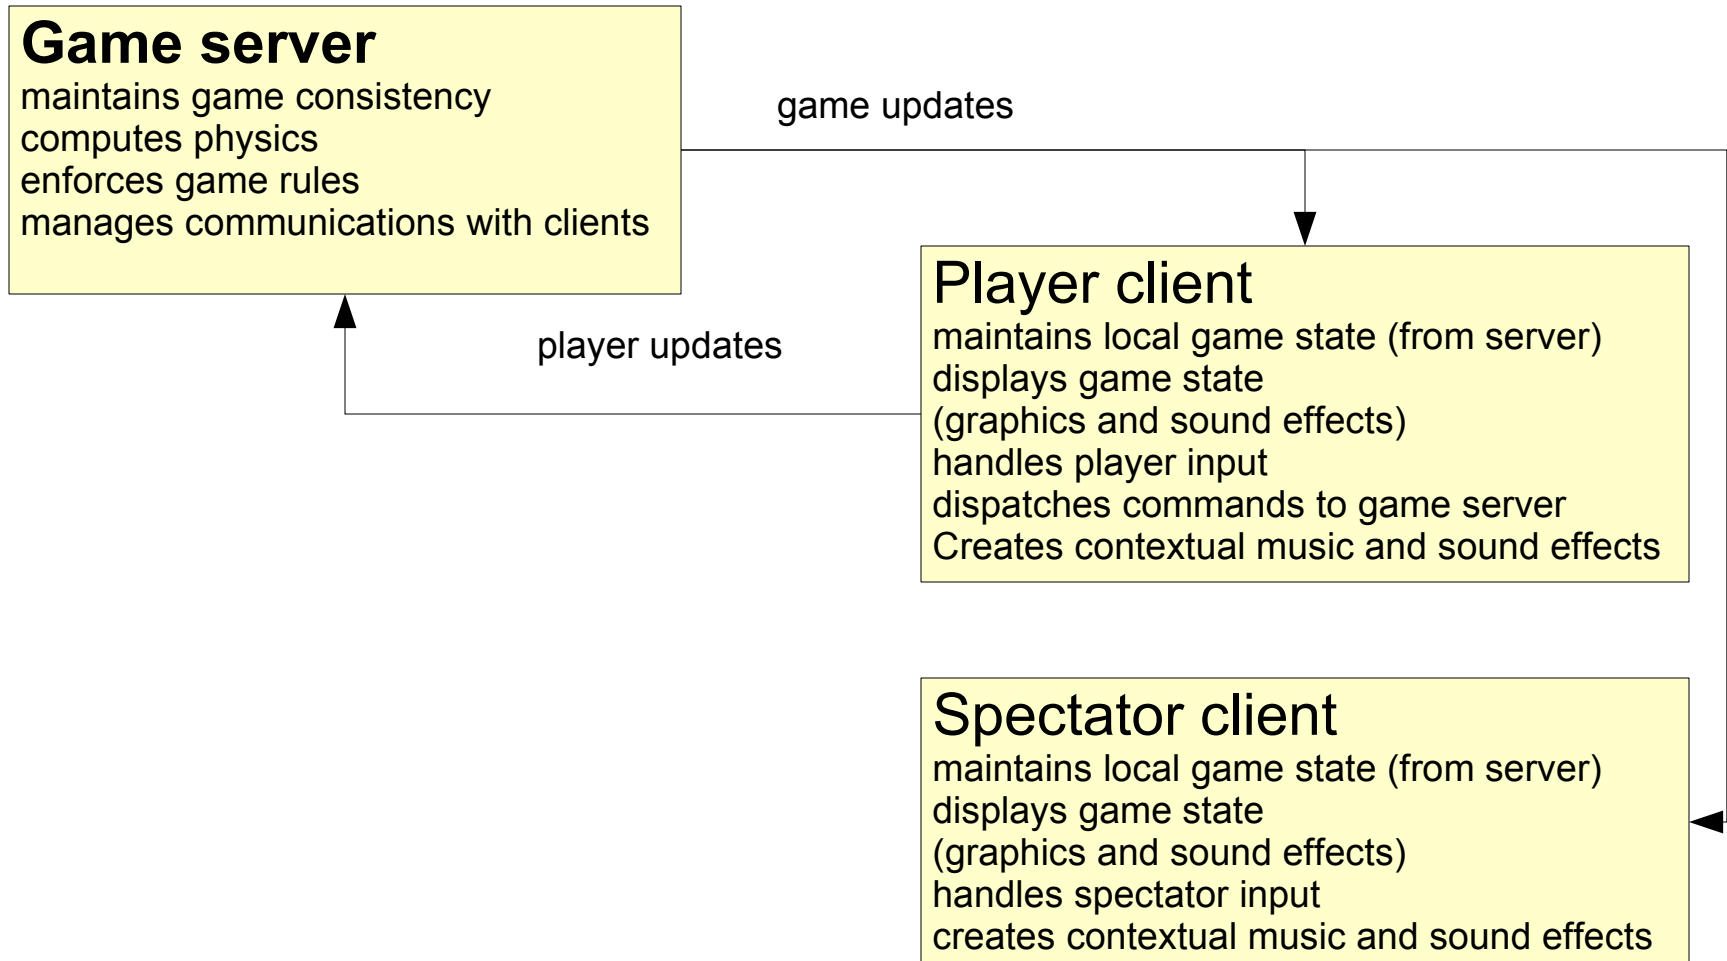 Game server
maintains game consistency
computes physics
enforces game rules
manages communications with clients
game updates
player updates
Player client
maintains local game state (from server)
displays game state
(graphics and sound effects)
handles player input
dispatches commands to game server
Creates contextual music and sound effects
Spectator client
maintains local game state (from server)
displays game state
(graphics and sound effects)
handles spectator input
creates contextual music and sound effects